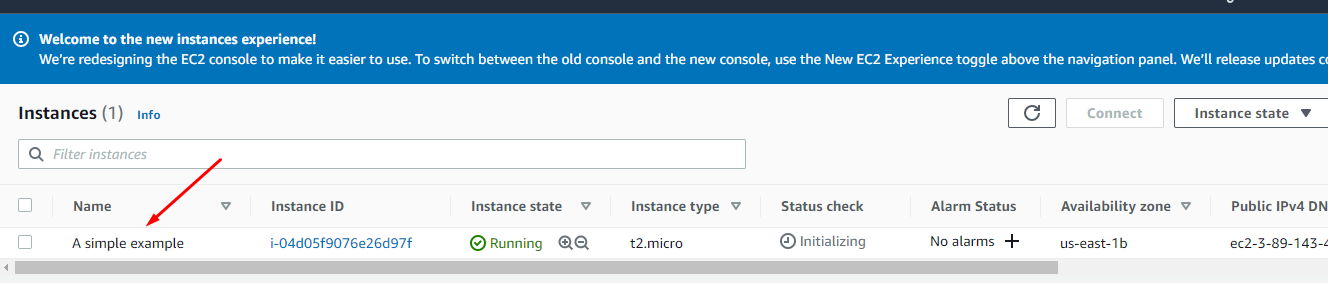 Welcome to the new instances experience!
We're redesigning the EC2 console to make it easier to use. To switch between the old console and the new console, use the New EC2 Experience toggle above the navigation panel. We'll release updates
Instances (1) Info
Connect
Instance state
Filter instances
Name Instance ID Instance state Instance type Status check Alarm Status Availability zone Public IPv4 DN
A simple example i-04d05f9076e26d97f Running t2.micro Initializing No alarms us-east-1b ec2-3-89-143-4